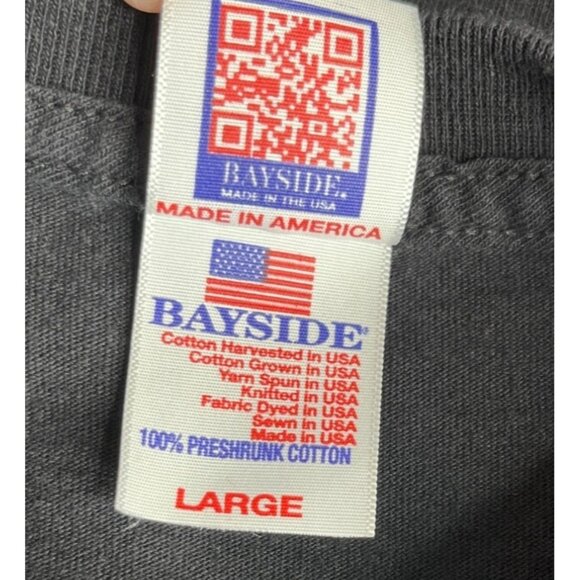 BAYSIDE
MADE IN THE USA
MADE IN AMERICA
BAYSIDE®
Cotton Harvested in USA
Cotton Grown in USA
Yarn Spun in USA
Knitted in USA
Fabric Dyed in USA
Sewn in USA
Made in USA
100% PRESHRUNK COTTON
LARGE